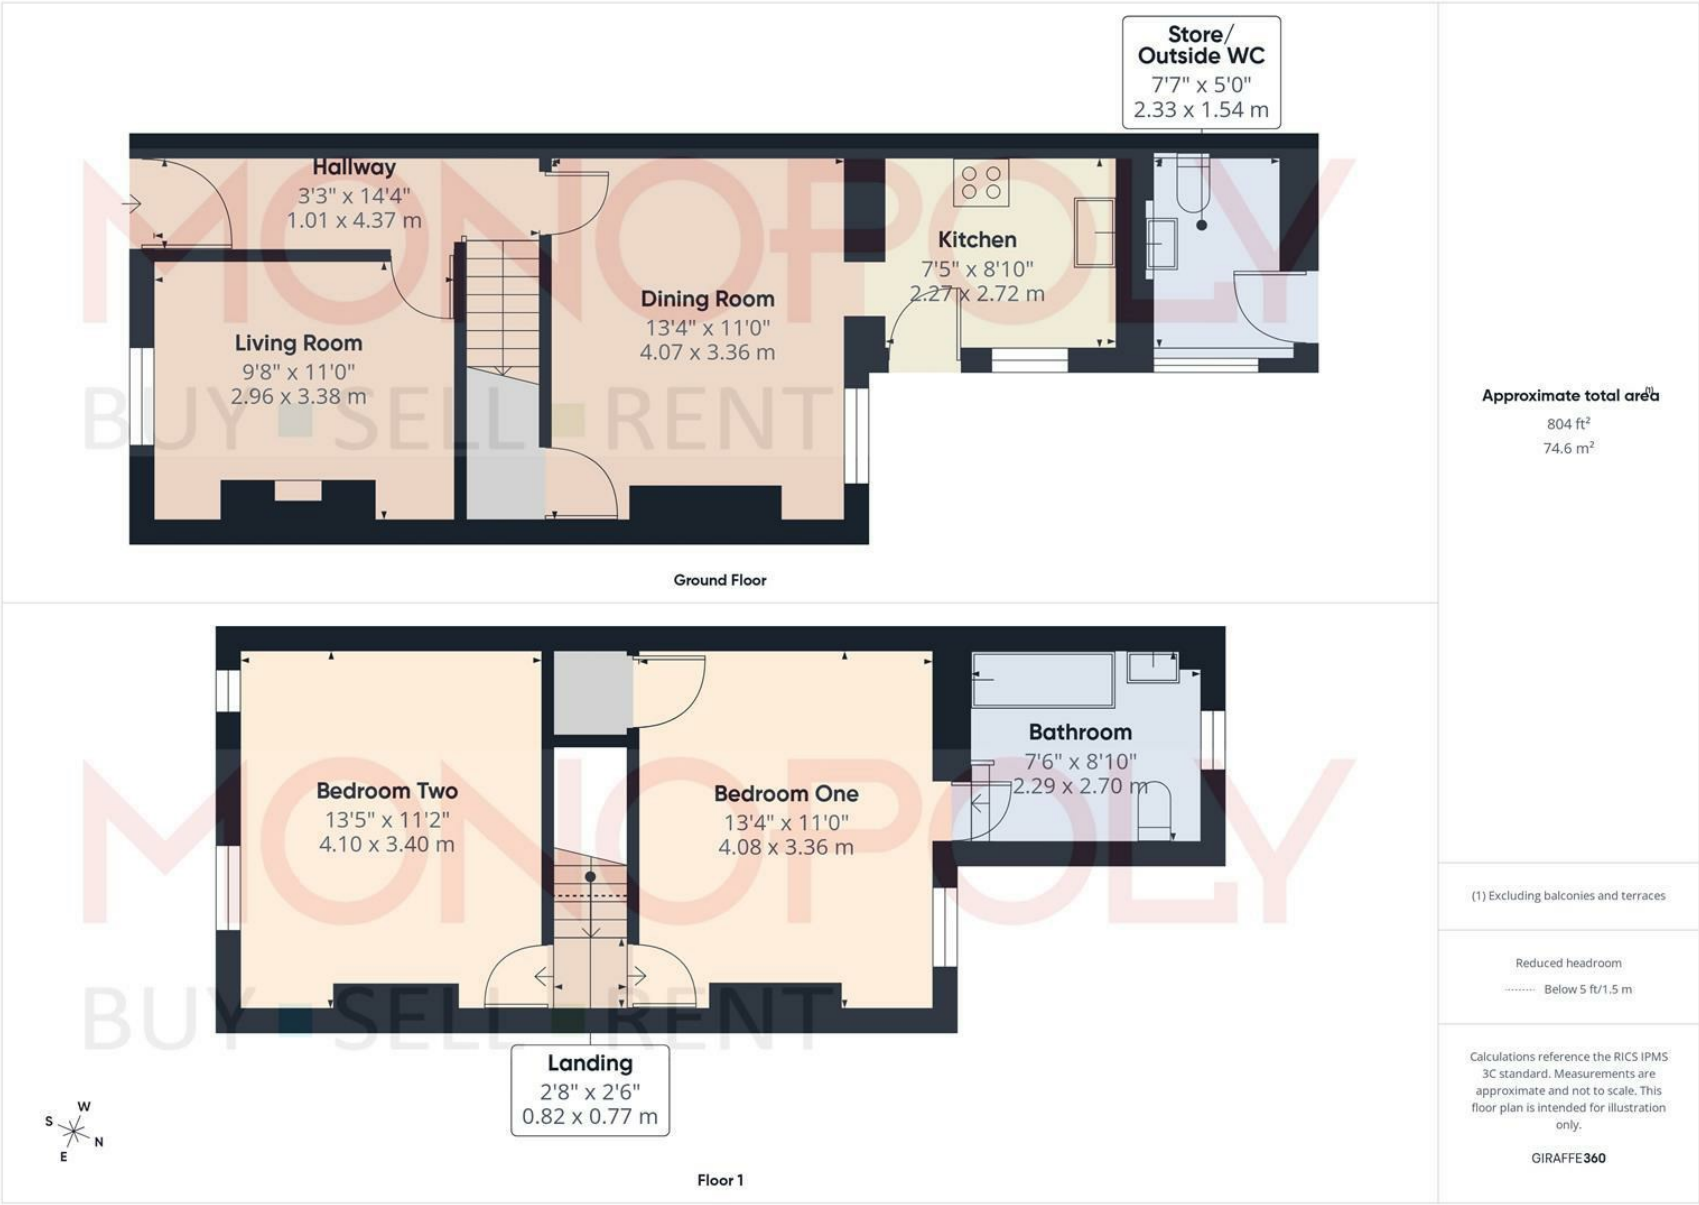 Store/
Outside WC
7'7" x 5'0"
2.33 x 1.54 m
Hallway
3'3" x 14'4"
1.01 x 4.37 m
Kitchen
7'5" x 8'10"
2.27 x 2.72 m
Dining Room
13'4" x 11'0"
4.07 x 3.36 m
Living Room
9'8" x 11'0"
2.96 x 3.38 m
MONOPOLY
BUY SELL RENT
Ground Floor
Bedroom Two
13'5" x 11'2"
4.10 x 3.40 m
Bedroom One
13'4" x 11'0"
4.08 x 3.36 m
Bathroom
7'6" x 8'10"
2.29 x 2.70 m
MONOPOLY
BUY SELL RENT
Landing
2'8" x 2'6"
0.82 x 0.77 m
W
S
N
E
Floor 1
Approximate total area(1)
804 ft²
74.6 m²
(1) Excluding balconies and terraces
Reduced headroom
Below 5 ft/1.5 m
Calculations reference the RICS IPMS
3C standard. Measurements are
approximate and not to scale. This
floor plan is intended for illustration
only.
GIRAFFE360